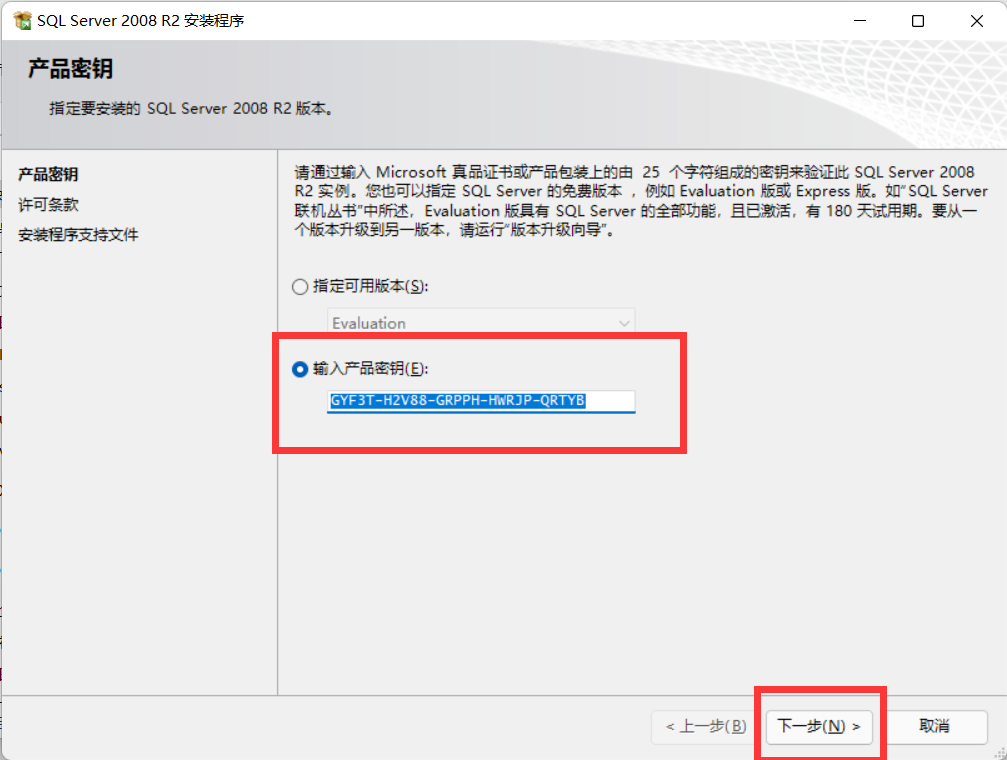 SQL Server 2008 R2 安装程序
产品密钥
指定要安装的 SQL Server 2008 R2 版本。
产品密钥
许可条款
安装程序支持文件
请通过输入 Microsoft 真品证书或产品包装上的由 25 个字符组成的密钥来验证此 SQL Server 2008
R2 实例。您也可以指定 SQL Server 的免费版本 ，例如 Evaluation 版或 Express 版。如“SQL Server
联机丛书”中所述，Evaluation 版具有 SQL Server 的全部功能，且已激活，有 180 天试用期。要从一
个版本升级到另一版本，请运行“版本升级向导”。
指定可用版本(S):
Evaluation
输入产品密钥(E):
GYF3T-H2V88-GRPPH-HWRJP-QRTYB
< 上一步(B)
下一步(N) >
取消